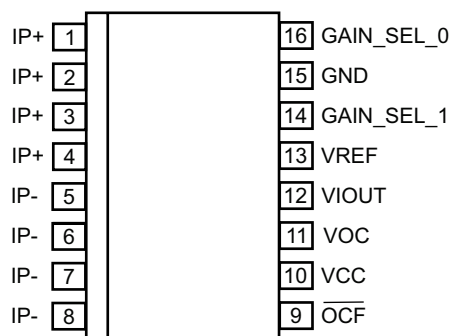 IP+ 1 16 GAIN_SEL_0
IP+ 2 15 GND
IP+ 3 14 GAIN_SEL_1
IP+ 4 13 VREF
IP- 5 12 VIOUT
IP- 6 11 VOC
IP- 7 10 VCC
IP- 8 9 O̅C̅F̅